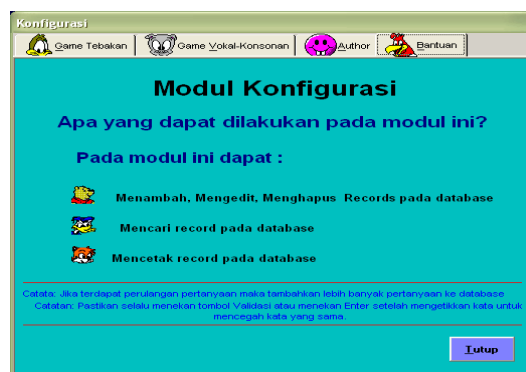 Konfigurasi
Game Tebakan Game Vokal-Konsonan Author Bantuan
Modul Konfigurasi
Apa yang dapat dilakukan pada modul ini?
Pada modul ini dapat :
Menambah, Mengedit, Menghapus Records pada database
Mencari record pada database
Mencetak record pada database
Catata: Jika terdapat perulangan pertanyaan maka tambahkan lebih banyak pertanyaan ke database
Catatan: Pastikan selalu menekan tombol Validasi atau menekan Enter setelah mengetikkan kata untuk
mencegah kata yang sama.
Tutup